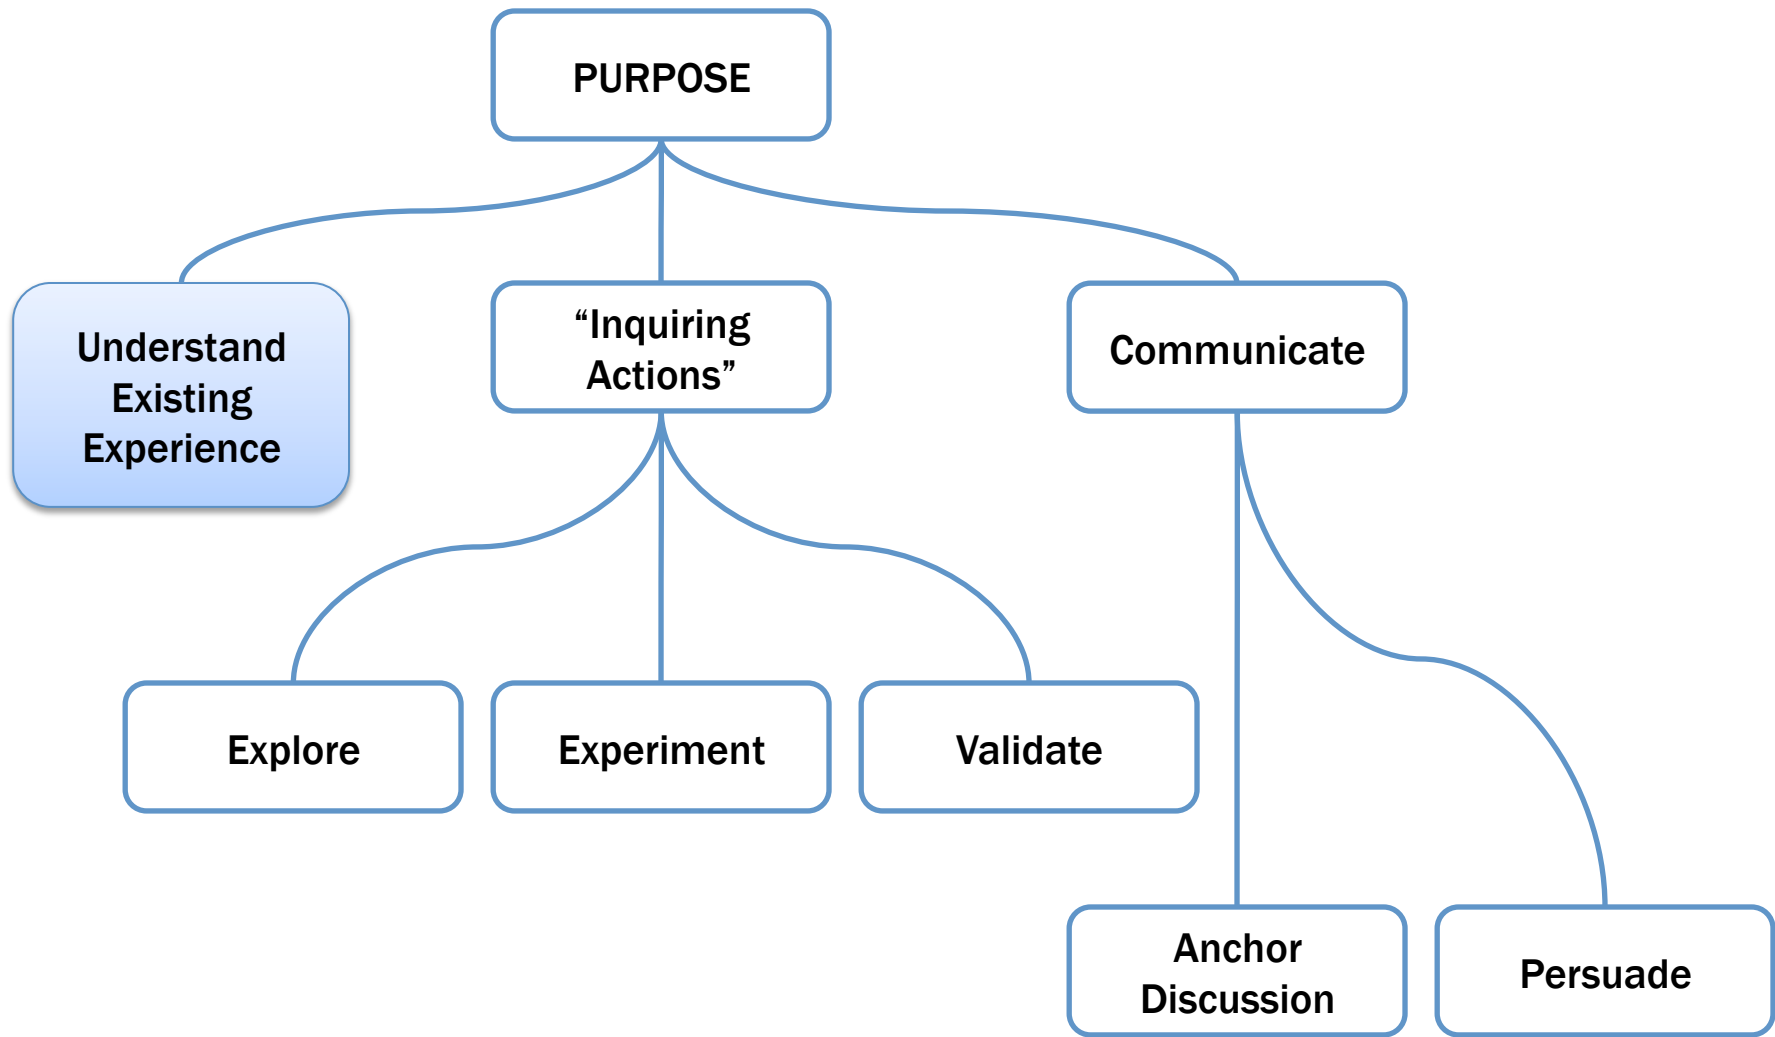 PURPOSE
Understand
Existing
Experience
“Inquiring
Actions”
Communicate
Explore
Experiment
Validate
Anchor
Discussion
Persuade